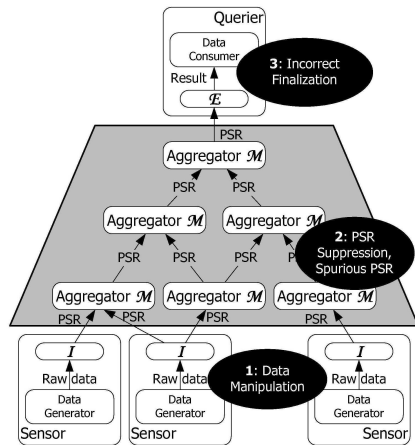 Querier
Data
Consumer
3: Incorrect
Finalization
Result
E
PSR
Aggregator M
PSR PSR
Aggregator M Aggregator M
2: PSR
Suppression,
Spurious PSR
PSR PSR PSR
Aggregator M Aggregator M Aggregator M
PSR PSR PSR PSR
I I I
1: Data
Manipulation
Raw data Raw data Raw data
Data Data Data
Generator Generator Generator
Sensor Sensor Sensor